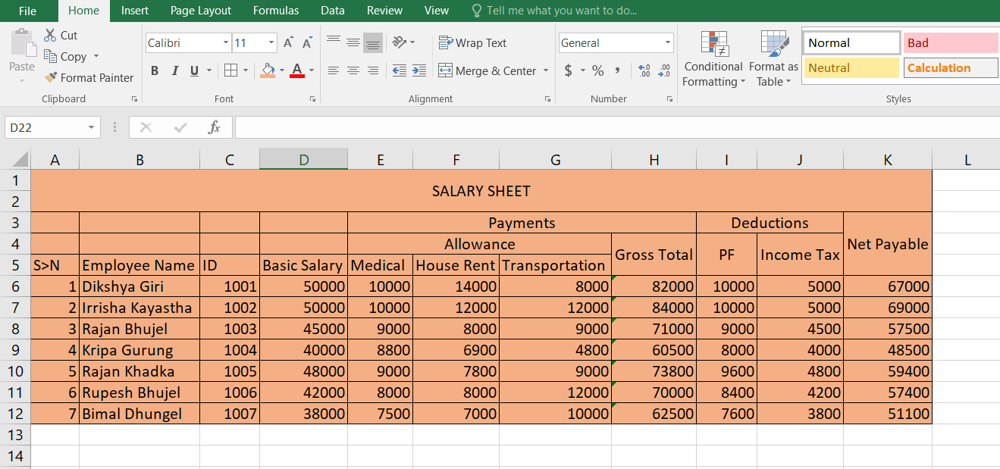 File Home Insert Page Layout Formulas Data Review View Tell me what you want to do...
Cut
Copy
Format Painter
Paste
Clipboard
Calibri 11 A A
B I U A
Font
Wrap Text
Merge & Center
Alignment
General
$ % , .00 .0
Number
Conditional Formatting
Format as Table
Normal Bad
Neutral Calculation
Styles
D22 fx
A B C D E F G H I J K L
1 SALARY SHEET
2
3 Payments Deductions
4 Allowance Gross Total PF Income Tax Net Payable
5 S>N Employee Name ID Basic Salary Medical House Rent Transportation
6 1 Dikshya Giri 1001 50000 10000 14000 8000 82000 10000 5000 67000
7 2 Irrisha Kayastha 1002 50000 10000 12000 12000 84000 10000 5000 69000
8 3 Rajan Bhujel 1003 45000 9000 8000 9000 71000 9000 4500 57500
9 4 Kripa Gurung 1004 40000 8800 6900 4800 60500 8000 4000 48500
10 5 Rajan Khadka 1005 48000 9000 7800 9000 73800 9600 4800 59400
11 6 Rupesh Bhujel 1006 42000 8000 8000 12000 70000 8400 4200 57400
12 7 Bimal Dhungel 1007 38000 7500 7000 10000 62500 7600 3800 51100
13
14